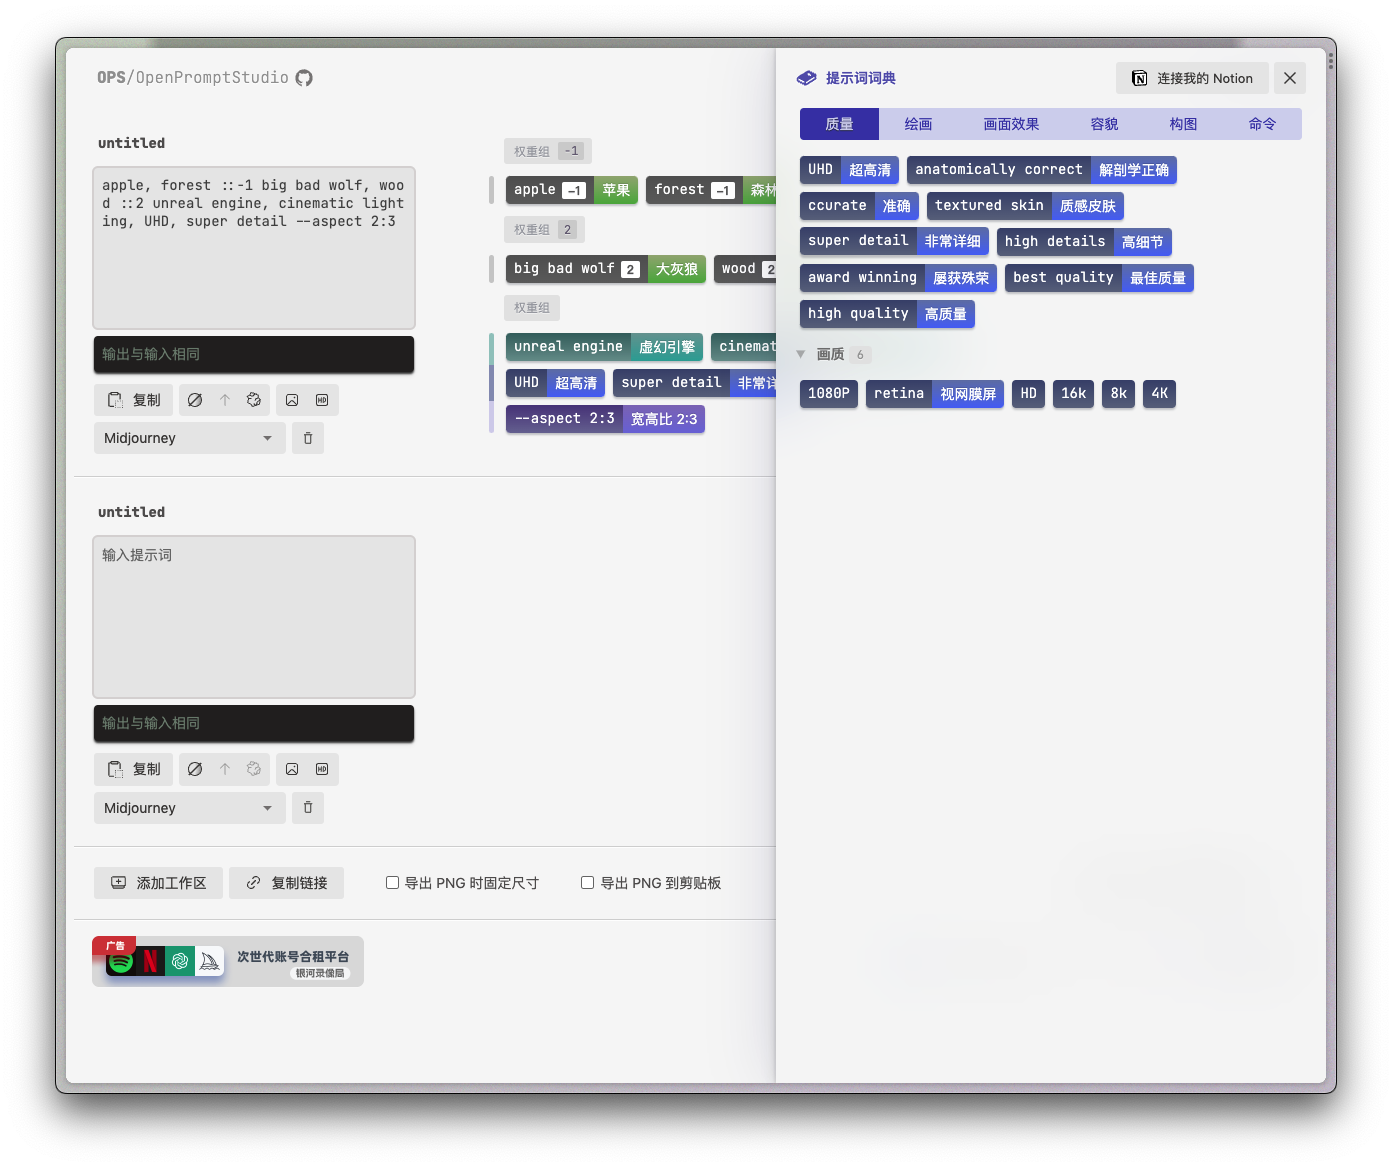 OPS/OpenPromptStudio
untitled
apple, forest ::-1 big bad wolf, woo
d ::2 unreal engine, cinematic light
ing, UHD, super detail --aspect 2:3
输出与输入相同
复制
Midjourney
权重组 -1
apple -1 苹果 forest -1 森林
权重组 2
big bad wolf 2 大灰狼 wood 2
权重组
unreal engine 虚幻引擎 cinemat
UHD 超高清 super detail 非常详
--aspect 2:3 宽高比 2:3
untitled
输入提示词
输出与输入相同
复制
Midjourney
添加工作区 复制链接 导出 PNG 时固定尺寸 导出 PNG 到剪贴板
广告
次世代账号合租平台
银河录像局
提示词词典 连接我的 Notion
质量 绘画 画面效果 容貌 构图 命令
UHD 超高清 anatomically correct 解剖学正确
ccurate 准确 textured skin 质感皮肤
super detail 非常详细 high details 高细节
award winning 屡获殊荣 best quality 最佳质量
high quality 高质量
画质 6
1080P retina 视网膜屏 HD 16k 8k 4K